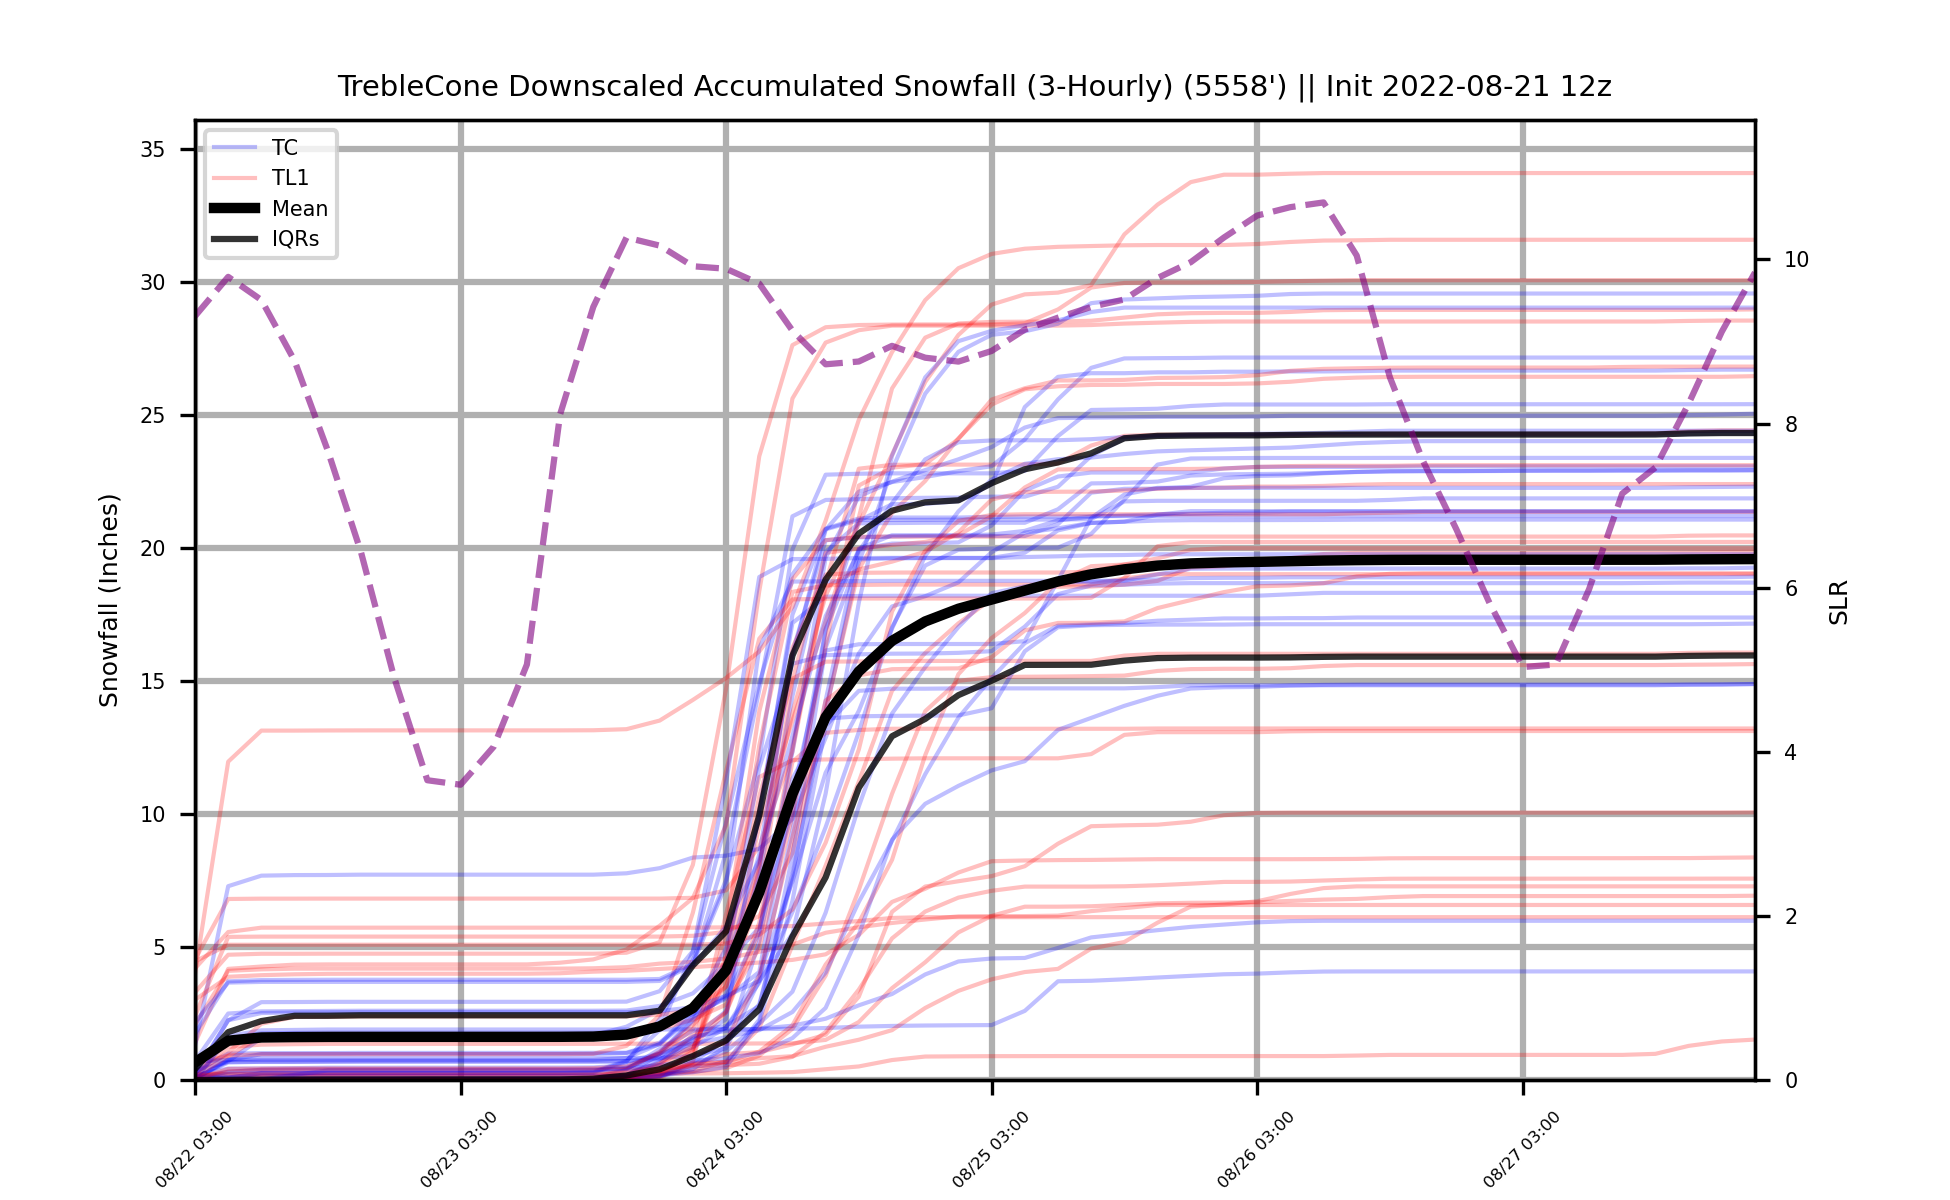 TrebleCone Downscaled Accumulated Snowfall (3-Hourly) (5558') || Init 2022-08-21 12z
TC
TL1
Mean
IQRs
Snowfall (Inches)
35
30
25
20
15
10
5
0
SLR
10
8
6
4
2
0
08/22 03:00
08/23 03:00
08/24 03:00
08/25 03:00
08/26 03:00
08/27 03:00